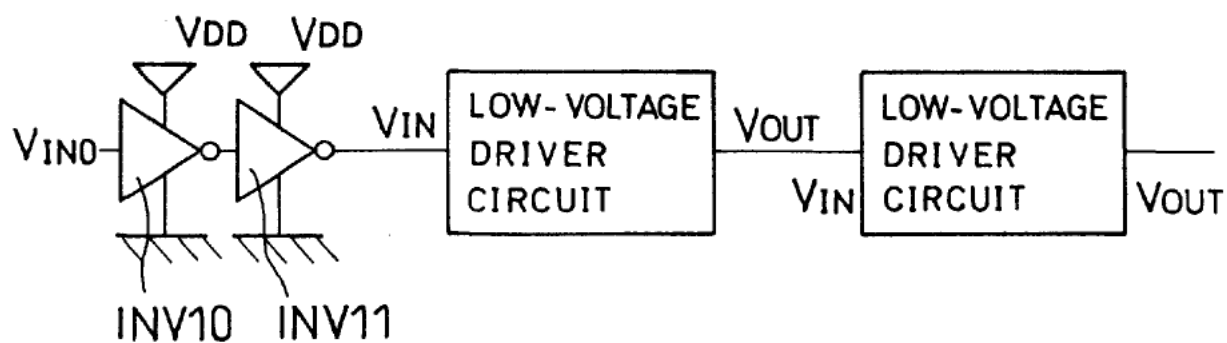 VDD VDD
VIN0
VIN
LOW-VOLTAGE
DRIVER
CIRCUIT
VOUT
VIN
LOW-VOLTAGE
DRIVER
CIRCUIT
VOUT
INV10 INV11